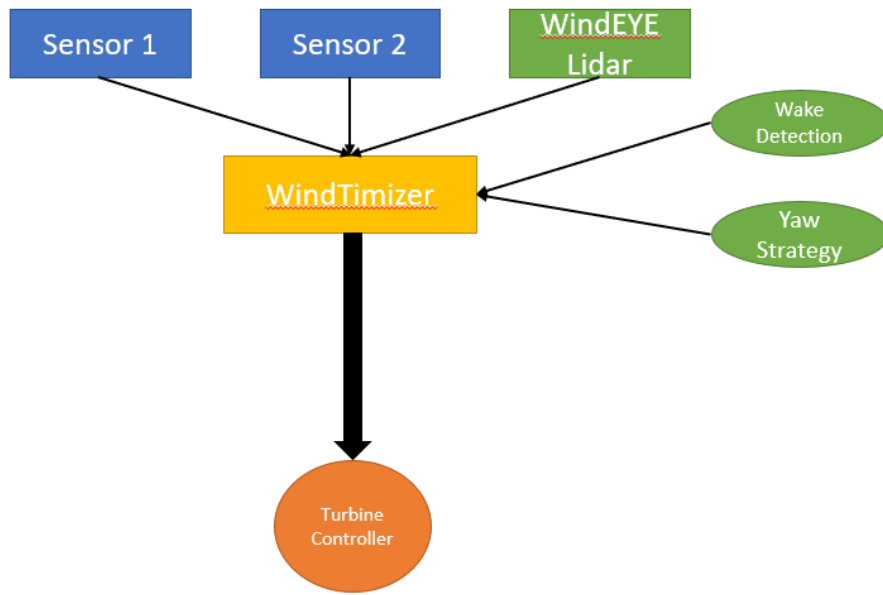 Sensor 1
Sensor 2
WindEYE
Lidar
Wake
Detection
WindTimizer
Yaw
Strategy
Turbine
Controller